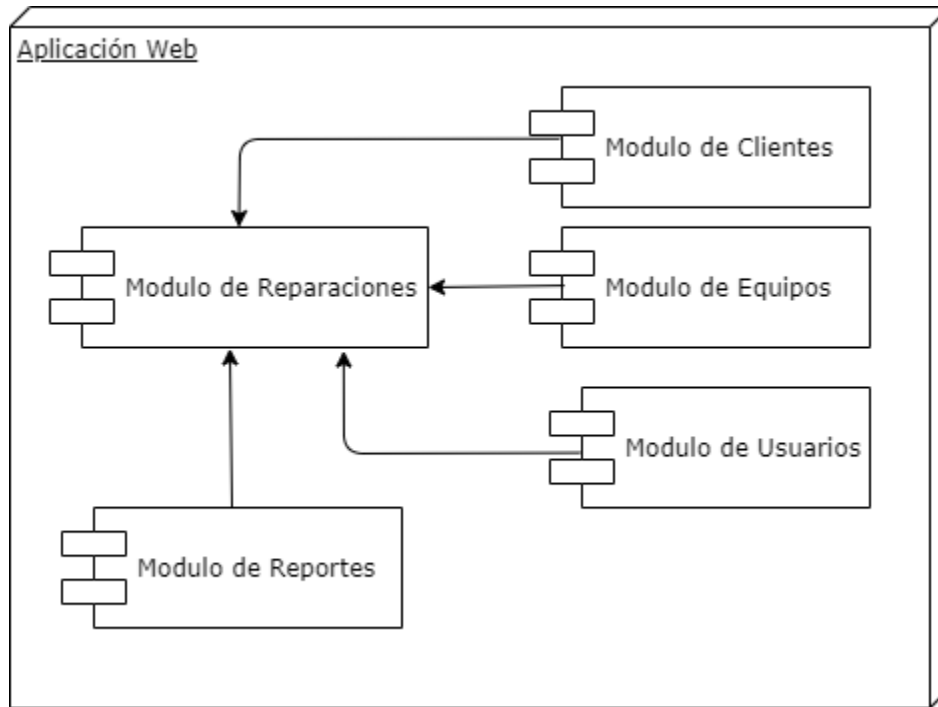 Aplicación Web
Modulo de Clientes
Modulo de Reparaciones
Modulo de Equipos
Modulo de Usuarios
Modulo de Reportes